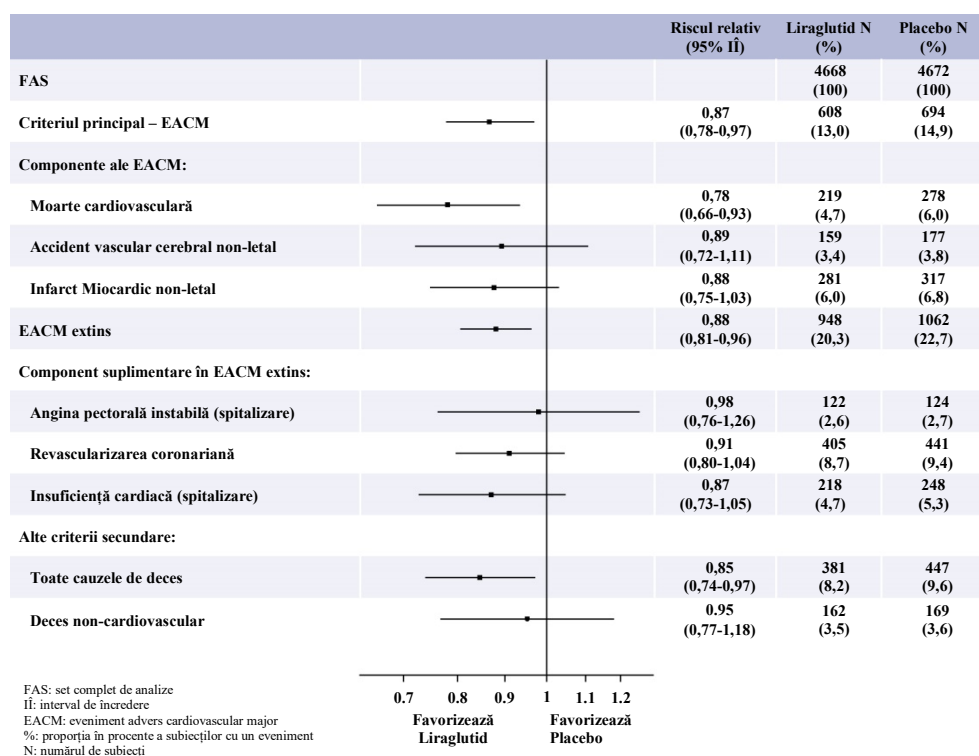 Riscul relativ Liraglutid N Placebo N
(95% IÎ) (%) (%)
FAS 4668 4672
(100) (100)
Criteriul principal – EACM 0,87 608 694
(0,78-0,97) (13,0) (14,9)
Componente ale EACM:
Moarte cardiovasculară 0,78 219 278
(0,66-0,93) (4,7) (6,0)
Accident vascular cerebral non-letal 0,89 159 177
(0,72-1,11) (3,4) (3,8)
Infarct Miocardic non-letal 0,88 281 317
(0,75-1,03) (6,0) (6,8)
EACM extins 0,88 948 1062
(0,81-0,96) (20,3) (22,7)
Component suplimentare în EACM extins:
Angina pectorală instabilă (spitalizare) 0,98 122 124
(0,76-1,26) (2,6) (2,7)
Revascularizarea coronariană 0,91 405 441
(0,80-1,04) (8,7) (9,4)
Insuficiență cardiacă (spitalizare) 0,87 218 248
(0,73-1,05) (4,7) (5,3)
Alte criterii secundare:
Toate cauzele de deces 0,85 381 447
(0,74-0,97) (8,2) (9,6)
Deces non-cardiovascular 0.95 162 169
(0,77-1,18) (3,5) (3,6)
0.7 0.8 0.9 1 1.1 1.2
Favorizează Favorizează
Liraglutid Placebo
FAS: set complet de analize
IÎ: interval de încredere
EACM: eveniment advers cardiovascular major
%: proporția în procente a subiecților cu un eveniment
N: numărul de subiecți